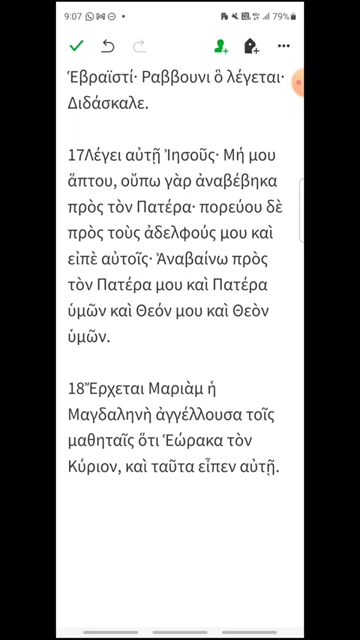 9:07
79%
Ἑβραϊστί· Ραββουνι ὃ λέγεται·
Διδάσκαλε.
17Λέγει αὐτῇ Ἰησοῦς· Μή μου
ἅπτου, οὔπω γὰρ ἀναβέβηκα
πρὸς τὸν Πατέρα· πορεύου δὲ
πρὸς τοὺς ἀδελφούς μου καὶ
εἰπὲ αὐτοῖς· Ἀναβαίνω πρὸς
τὸν Πατέρα μου καὶ Πατέρα
ὑμῶν καὶ Θεόν μου καὶ Θεὸν
ὑμῶν.
18Ἔρχεται Μαριὰμ ἡ
Μαγδαληνὴ ἀγγέλλουσα τοῖς
μαθηταῖς ὅτι Ἑώρακα τὸν
Κύριον, καὶ ταῦτα εἶπεν αὐτῇ.